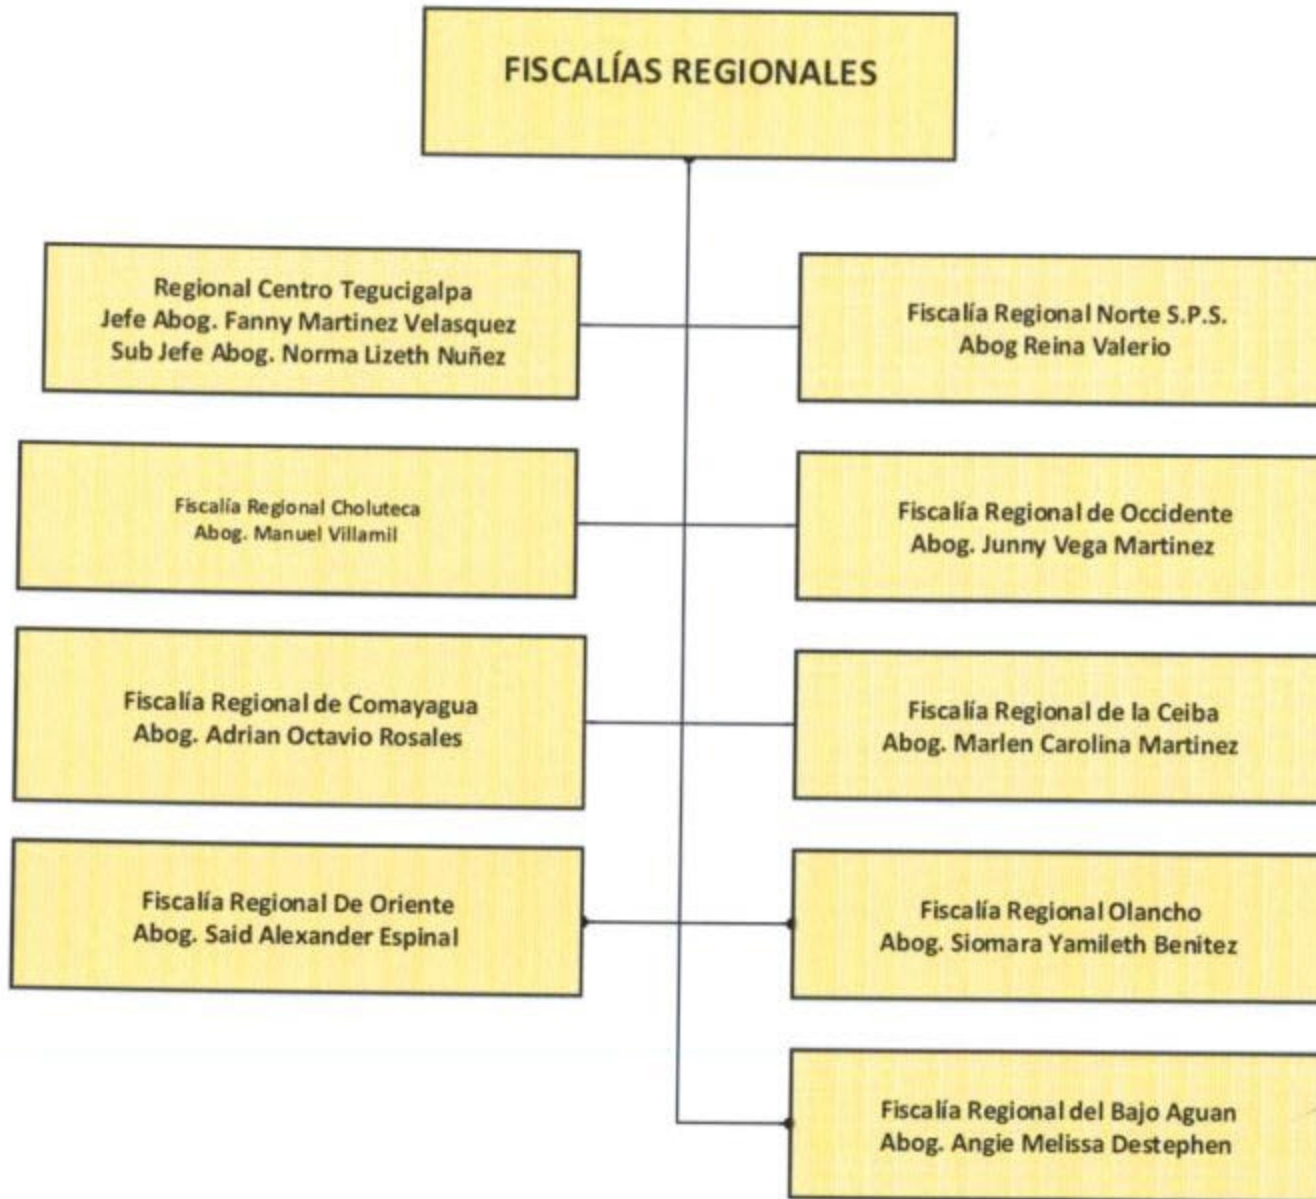 FISCALÍAS REGIONALES
Regional Centro Tegucigalpa
Jefe Abog. Fanny Martinez Velasquez
Sub Jefe Abog. Norma Lizeth Nuñez
Fiscalía Regional Norte S.P.S.
Abog Reina Valerio
Fiscalía Regional Choluteca
Abog. Manuel Villamil
Fiscalía Regional de Occidente
Abog. Junny Vega Martinez
Fiscalía Regional de Comayagua
Abog. Adrian Octavio Rosales
Fiscalía Regional de la Ceiba
Abog. Marlen Carolina Martinez
Fiscalía Regional De Oriente
Abog. Said Alexander Espinal
Fiscalía Regional Olancho
Abog. Siomara Yamileth Benitez
Fiscalía Regional del Bajo Aguan
Abog. Angie Melissa Destephen